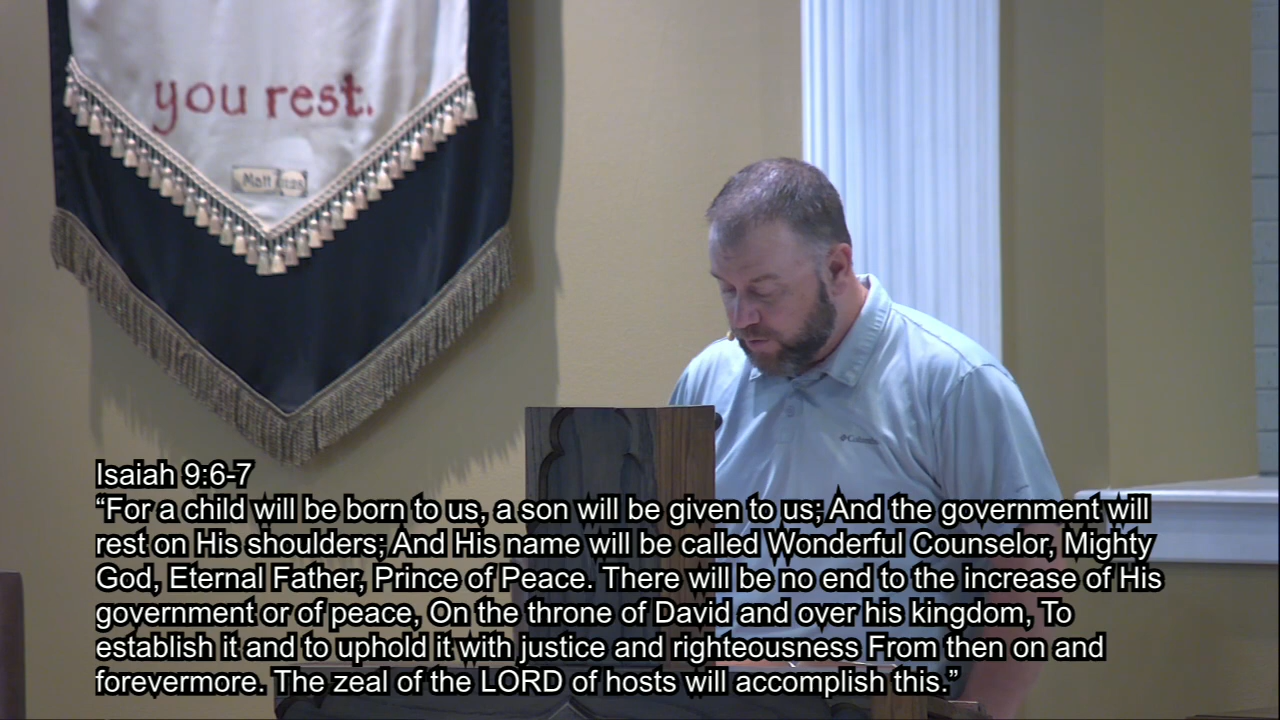 you rest.
Matt
Columbia
Isaiah 9:6-7
“For a child will be born to us, a son will be given to us; And the government will
rest on His shoulders; And His name will be called Wonderful Counselor, Mighty
God, Eternal Father, Prince of Peace. There will be no end to the increase of His
government or of peace, On the throne of David and over his kingdom, To
establish it and to uphold it with justice and righteousness From then on and
forevermore. The zeal of the LORD of hosts will accomplish this.”